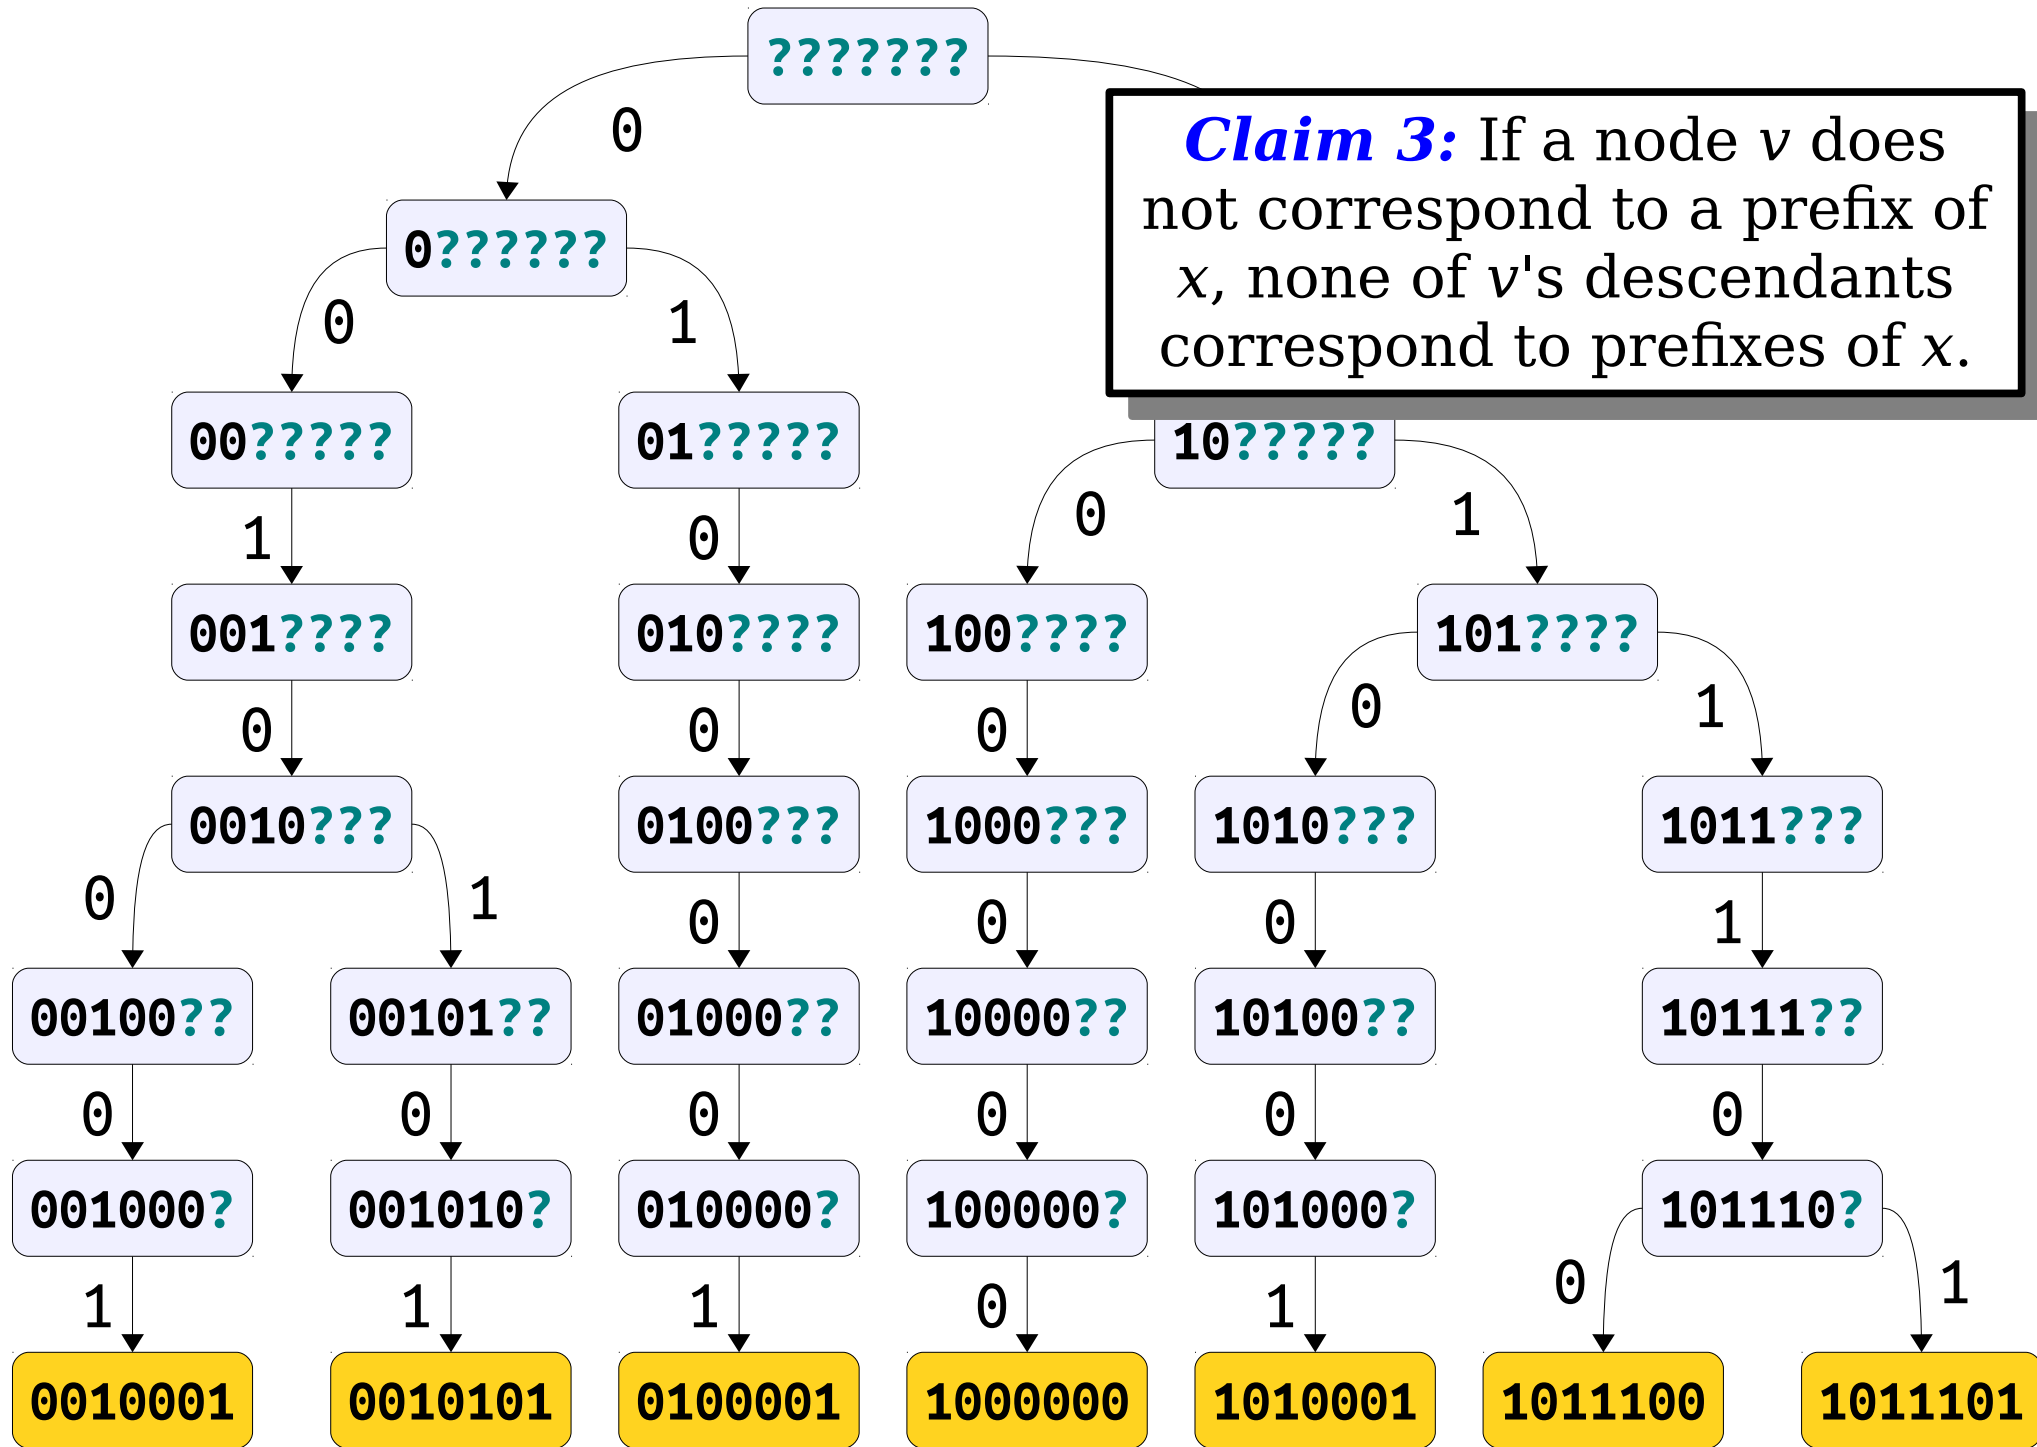 ???????
0
Claim 3: If a node v does
not correspond to a prefix of
x, none of v's descendants
correspond to prefixes of x.
0??????
0 1
00????? 01????? 10?????
1 0 0 1
001???? 010???? 100???? 101????
0 0 0 0 1
0010??? 0100??? 1000??? 1010??? 1011???
0 1 0 0 0 1
00100?? 00101?? 01000?? 10000?? 10100?? 10111??
0 0 0 0 0 0
001000? 001010? 010000? 100000? 101000? 101110?
1 1 1 0 1 0 1
0010001 0010101 0100001 1000000 1010001 1011100 1011101